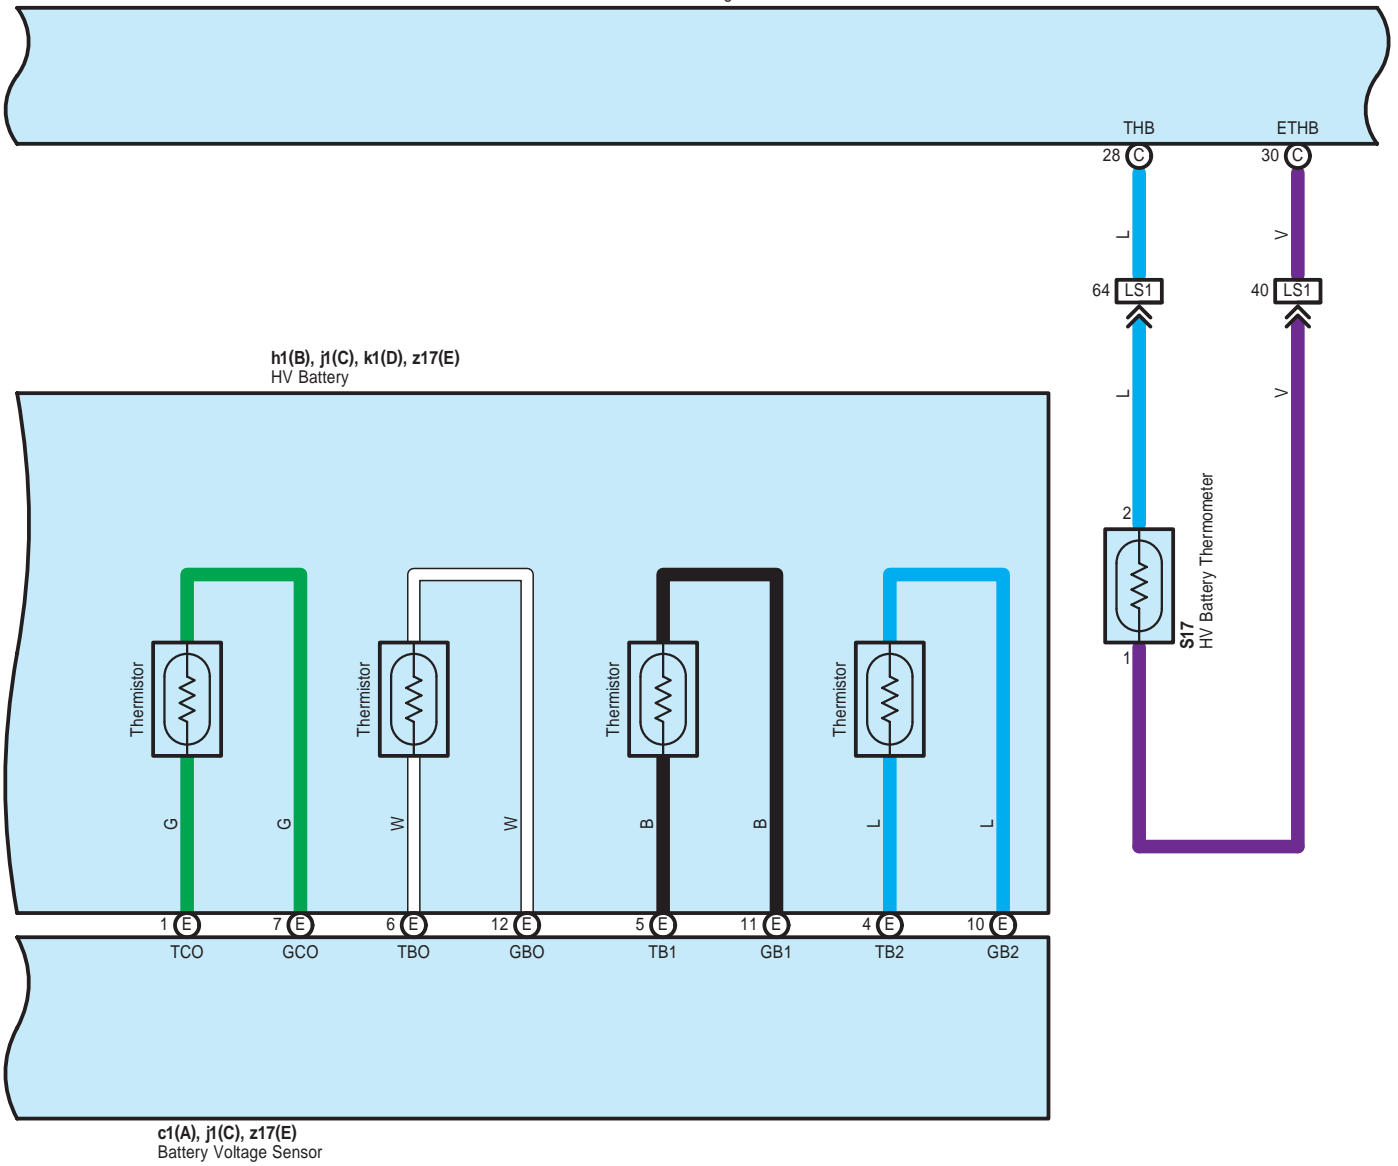 THB ETHB
28 C 30 C
L V
64 LS1 40 LS1
h1(B), j1(C), k1(D), z17(E)
HV Battery
L V
2
S17
HV Battery Thermometer
1
Thermistor Thermistor Thermistor Thermistor
G G W W B B L L
1 E 7 E 6 E 12 E 5 E 11 E 4 E 10 E
TCO GCO TBO GBO TB1 GB1 TB2 GB2
c1(A), j1(C), z17(E)
Battery Voltage Sensor